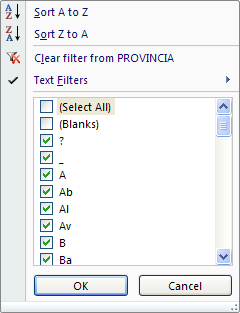 Sort A to Z
Sort Z to A
Clear filter from PROVINCIA
Text Filters
(Select All)
(Blanks)
?
_
A
Ab
Al
Av
B
Ba
OK
Cancel